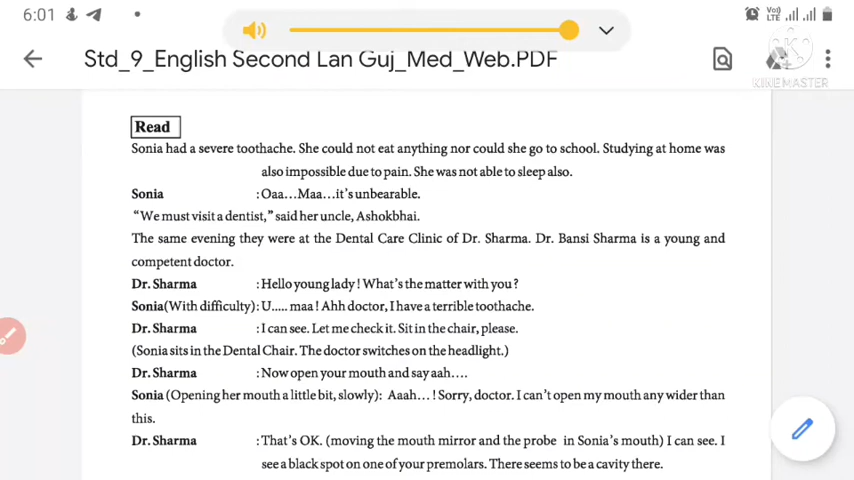 6:01
Vo))
LTE
Std_9_English Second Lan Guj_Med_Web.PDF
KINEMASTER
Read
Sonia had a severe toothache. She could not eat anything nor could she go to school. Studying at home was
also impossible due to pain. She was not able to sleep also.
Sonia : Oaa…Maa…it's unbearable.
"We must visit a dentist," said her uncle, Ashokbhai.
The same evening they were at the Dental Care Clinic of Dr. Sharma. Dr. Bansi Sharma is a young and
competent doctor.
Dr. Sharma : Hello young lady ! What's the matter with you ?
Sonia (With difficulty) : U..... maa ! Ahh doctor, I have a terrible toothache.
Dr. Sharma : I can see. Let me check it. Sit in the chair, please.
(Sonia sits in the Dental Chair. The doctor switches on the headlight.)
Dr. Sharma : Now open your mouth and say aah….
Sonia (Opening her mouth a little bit, slowly) : Aaah… ! Sorry, doctor. I can't open my mouth any wider than
this.
Dr. Sharma : That's OK. (moving the mouth mirror and the probe in Sonia's mouth) I can see. I
see a black spot on one of your premolars. There seems to be a cavity there.